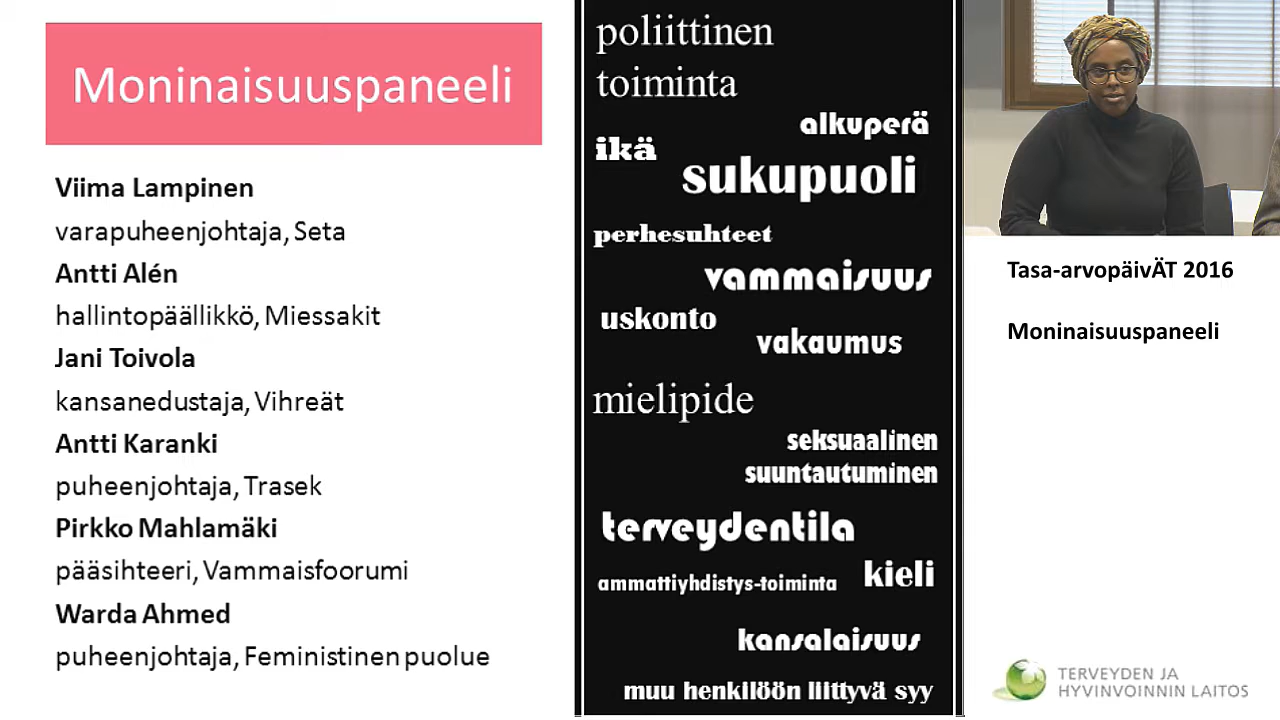 Moninaisuuspaneeli
Viima Lampinen
varapuheenjohtaja, Seta
Antti Alén
hallintopäällikkö, Miessakit
Jani Toivola
kansanedustaja, Vihreät
Antti Karanki
puheenjohtaja, Trasek
Pirkko Mahlamäki
pääsihteeri, Vammaisfoorumi
Warda Ahmed
puheenjohtaja, Feministinen puolue
poliittinen
toiminta
alkuperä
ikä
sukupuoli
perhesuhteet
vammaisuus
uskonto
vakaumus
mielipide
seksuaalinen
suuntautuminen
terveydentila
kieli
ammattiyhdistys-toiminta
kansalaisuus
muu henkilöön liittyvä syy
Tasa-arvopäivÄT 2016
Moninaisuuspaneeli
TERVEYDEN JA
HYVINVOINNIN LAITOS